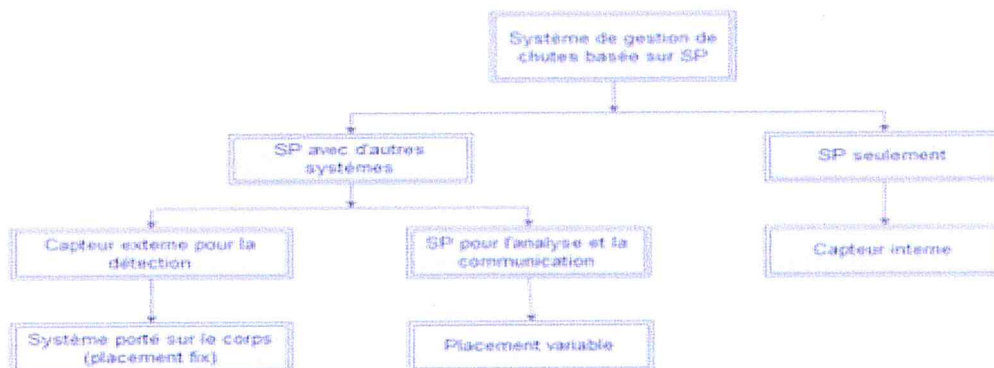 Système de gestion de
chutes basée sur SP
SP avec d'autres
systèmes
SP seulement
Capteur externe pour la
détection
SP pour l'analyse et la
communication
Capteur interne
Système porté sur le corps
(placement fix)
Placement variable